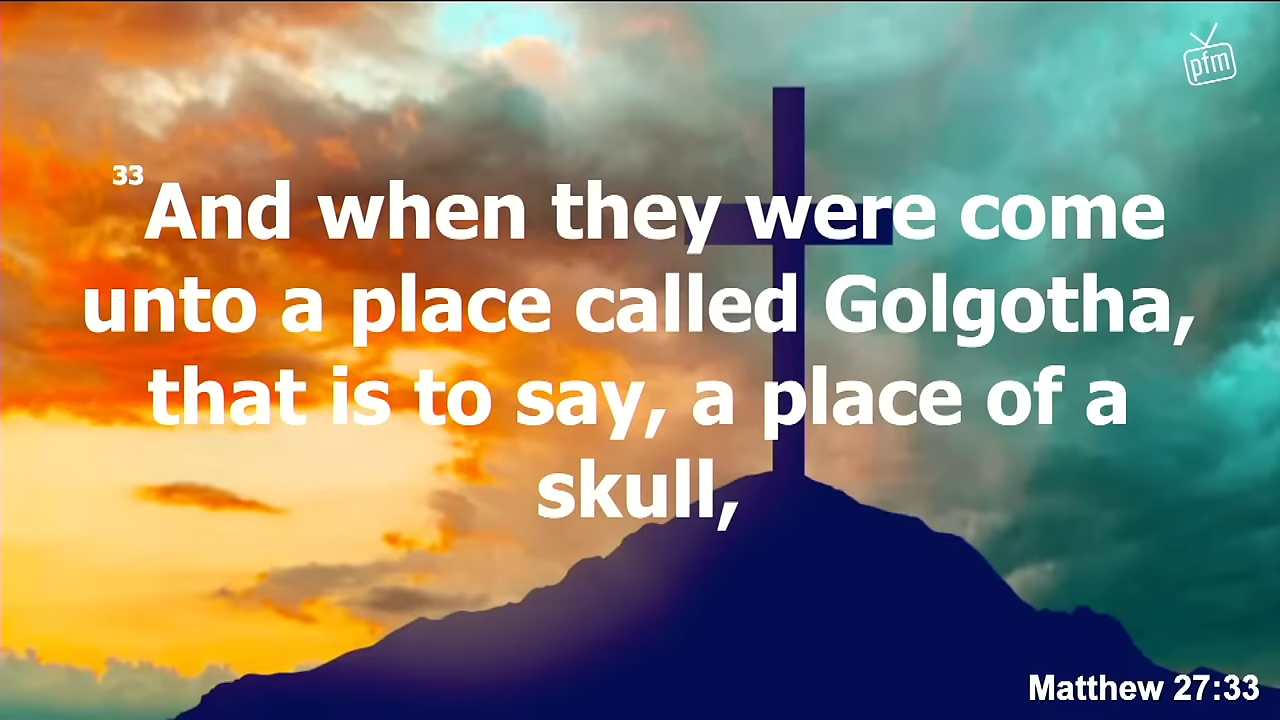 pfm
33 And when they were come
unto a place called Golgotha,
that is to say, a place of a
skull,
Matthew 27:33